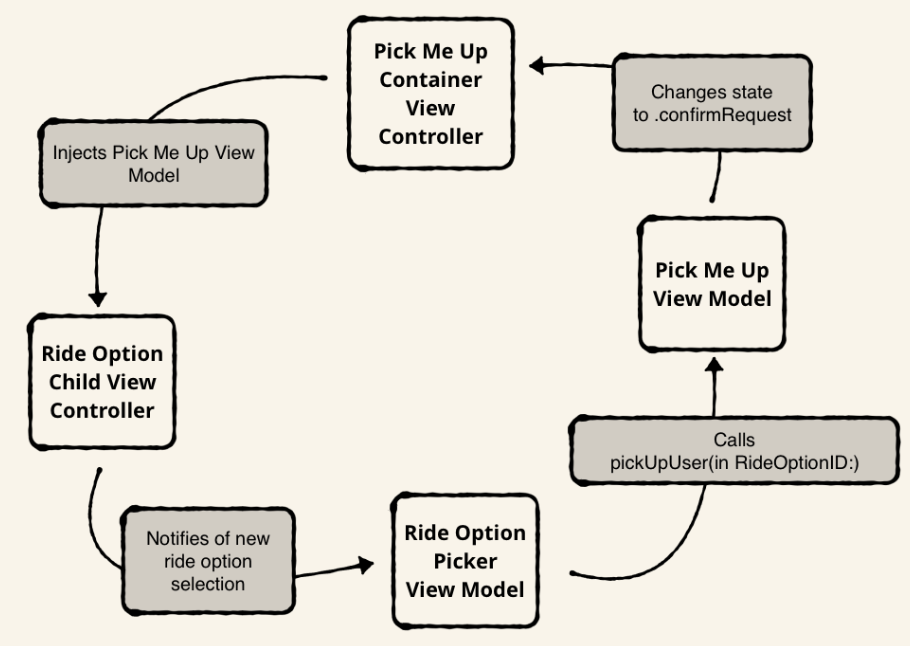 Pick Me Up
Container
View
Controller
Changes state
to .confirmRequest
Injects Pick Me Up View
Model
Pick Me Up
View Model
Ride Option
Child View
Controller
Calls
pickUpUser(in RideOptionID:)
Notifies of new
ride option
selection
Ride Option
Picker
View Model